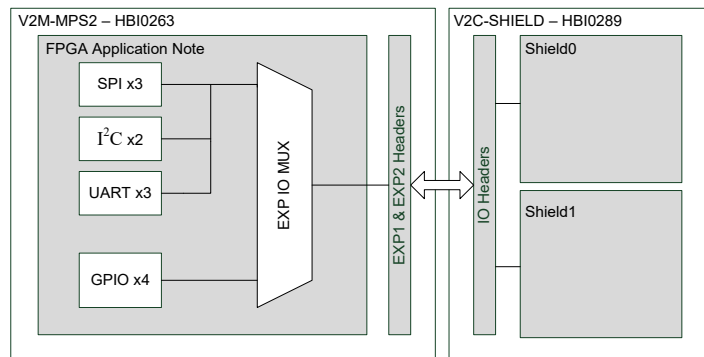 V2M-MPS2 – HBI0263
V2C-SHIELD – HBI0289
FPGA Application Note
SPI x3
I²C x2
UART x3
GPIO x4
EXP IO MUX
EXP1 & EXP2 Headers
IO Headers
Shield0
Shield1